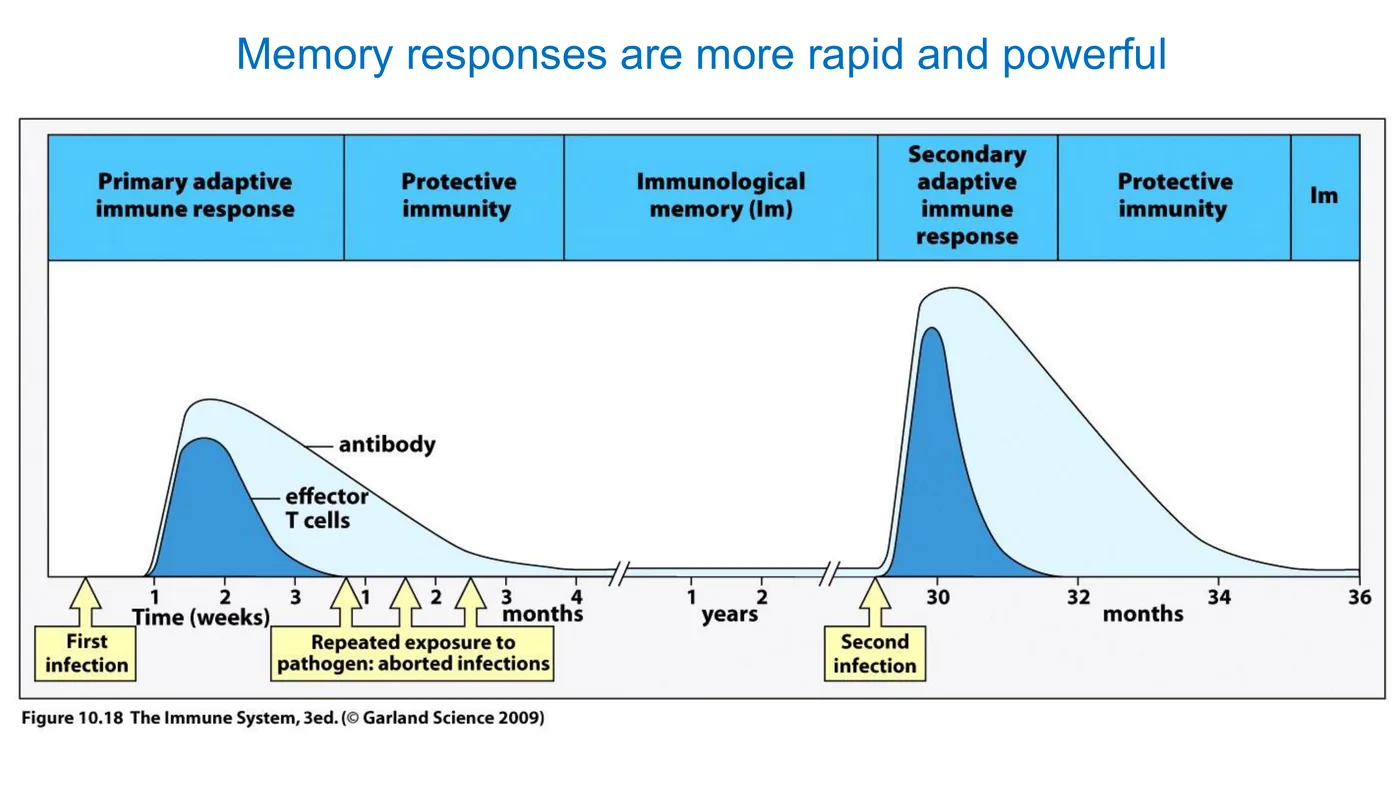 Memory responses are more rapid and powerful
Primary adaptive
immune response
Protective
immunity
Immunological
memory (Im)
Secondary
adaptive
immune
response
Protective
immunity
Im
antibody
effector
T cells
1 2 3 1 2 3 4 1 2 30 32 34 36
Time (weeks) months years months
First
infection
Repeated exposure to
pathogen: aborted infections
Second
infection
Figure 10.18 The Immune System, 3ed. (© Garland Science 2009)